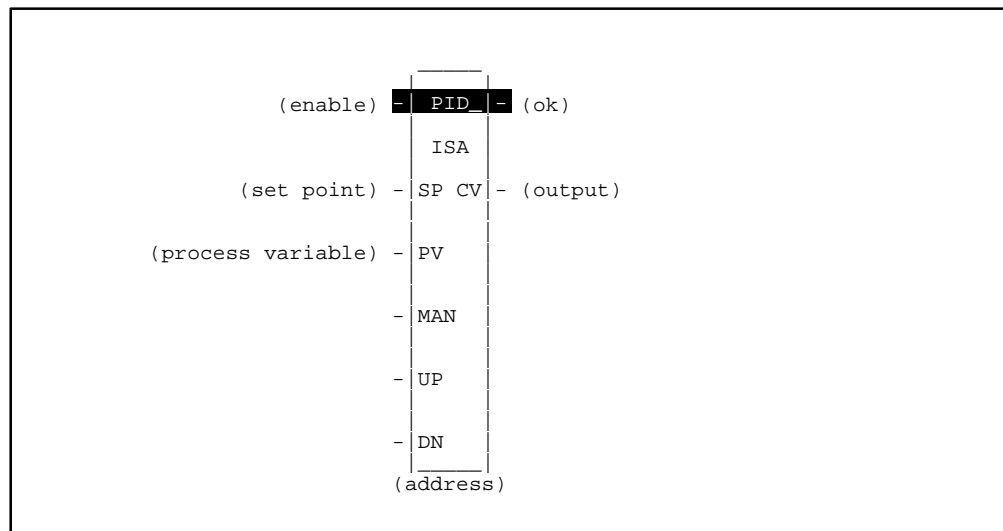 (enable) -| PID_|- (ok)
ISA
(set point) -|SP CV|- (output)
(process variable) -|PV
-|MAN
-|UP
-|DN
(address)